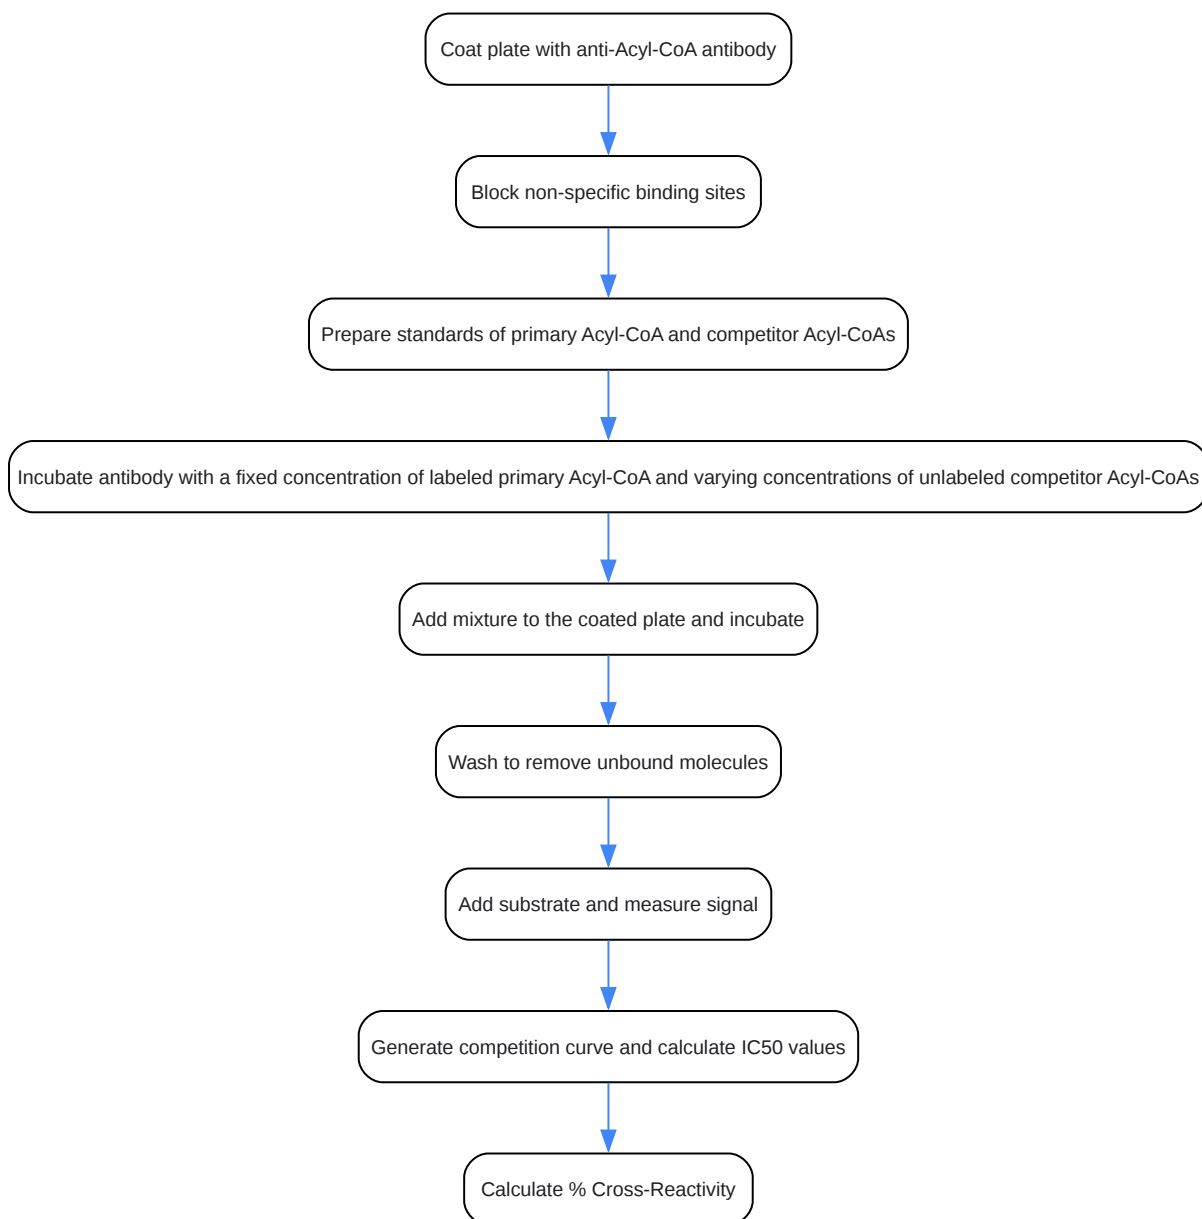 Coat plate with anti-Acyl-CoA antibody
Block non-specific binding sites
Prepare standards of primary Acyl-CoA and competitor Acyl-CoAs
Incubate antibody with a fixed concentration of labeled primary Acyl-CoA and varying concentrations of unlabeled competitor Acyl-CoAs
Add mixture to the coated plate and incubate
Wash to remove unbound molecules
Add substrate and measure signal
Generate competition curve and calculate IC50 values
Calculate % Cross-Reactivity